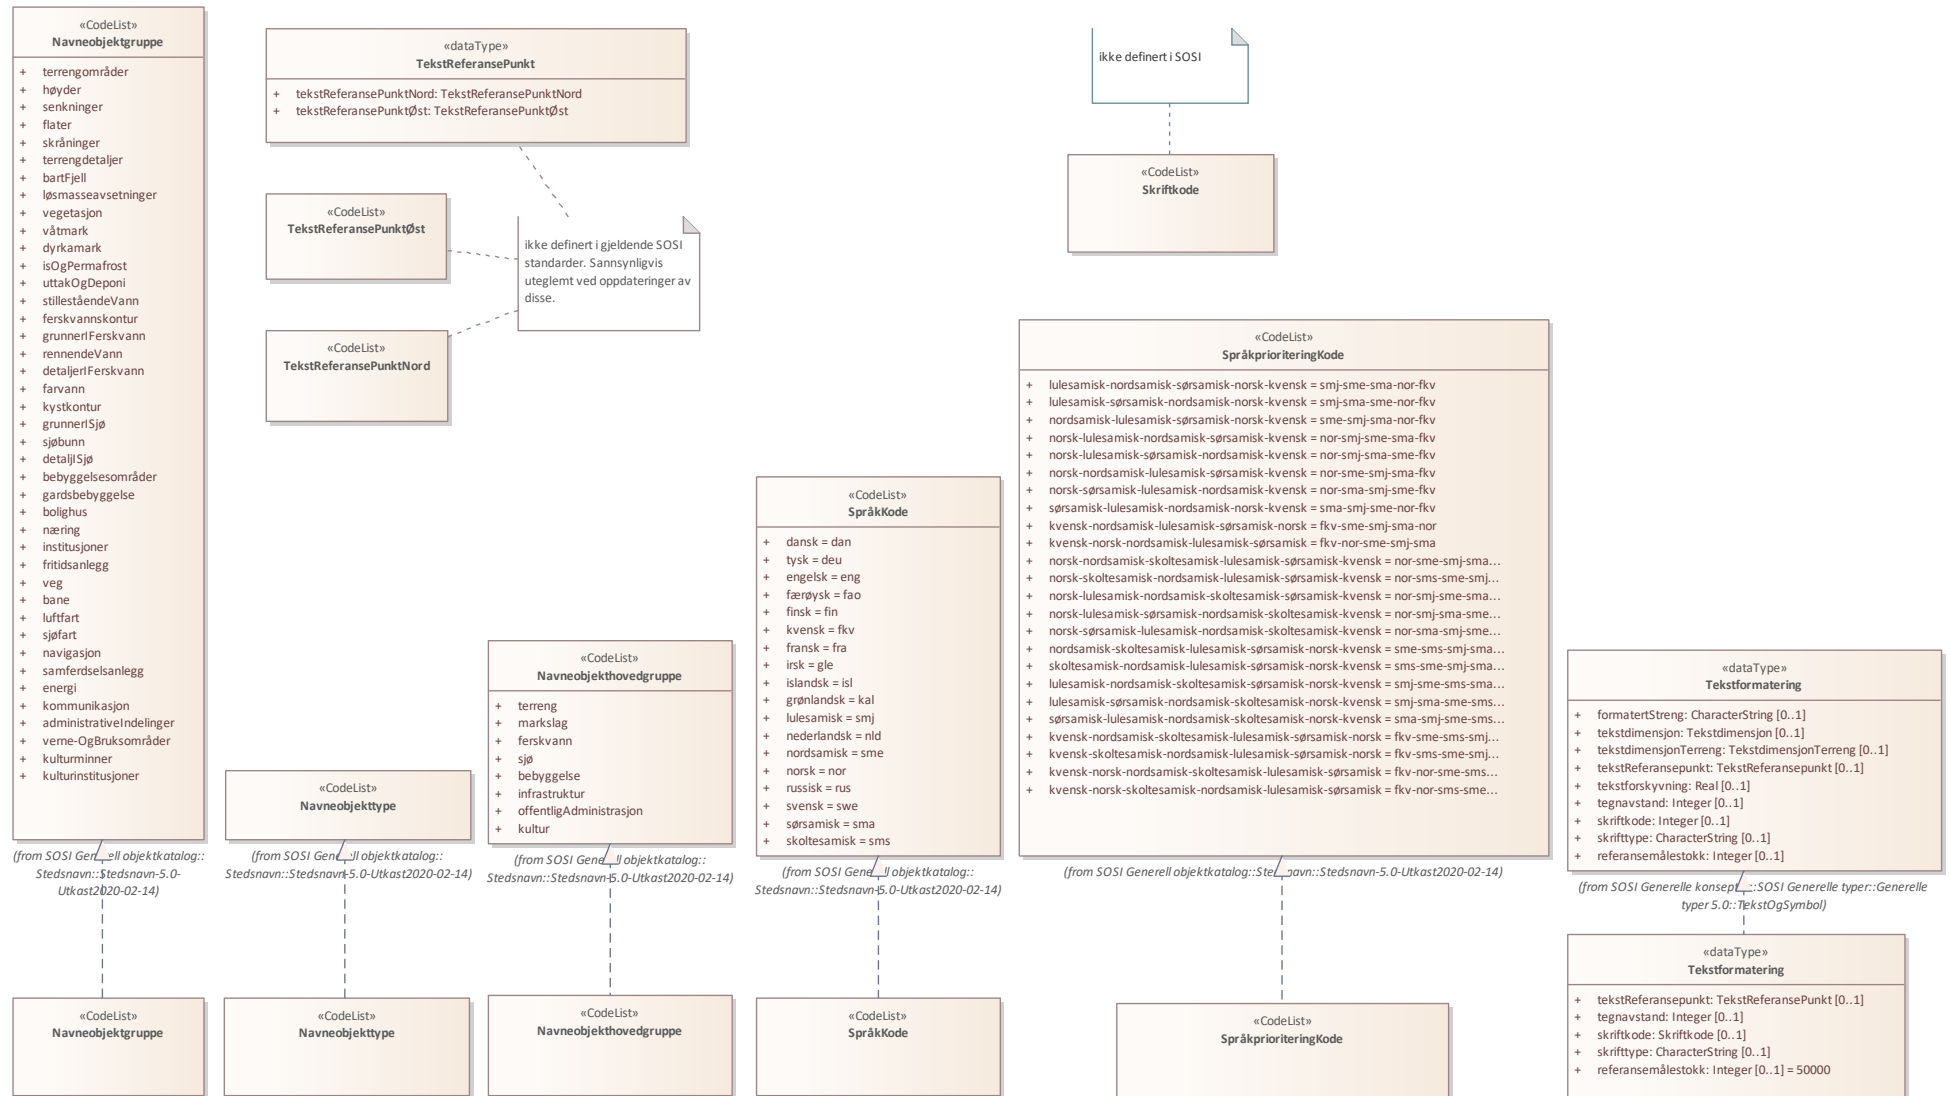 «CodeList»
Navneobjektgruppe
+ terrengområder
+ høyder
+ senkninger
+ flater
+ skråninger
+ terrengdetaljer
+ bartFjell
+ løsmasseavsetninger
+ vegetasjon
+ våtmark
+ dyrkamark
+ isOgPermafrost
+ uttakOgDeponi
+ stilleståendeVann
+ ferskvannskontur
+ grunnerIFerskvann
+ rennendeVann
+ detaljerIFerskvann
+ farvann
+ kystkontur
+ grunnerISjø
+ sjøbunn
+ detaljISjø
+ bebyggelsesområder
+ gardsbebyggelse
+ bolighus
+ næring
+ institusjoner
+ fritidsanlegg
+ veg
+ bane
+ luftfart
+ sjøfart
+ navigasjon
+ samferdselsanlegg
+ energi
+ kommunikasjon
+ administrativeIndelinger
+ verne-OgBruksområder
+ kulturminner
+ kulturinstitusjoner
(from SOSI Generell objektkatalog::
Stedsnavn::Stedsnavn-5.0-
Utkast2020-02-14)
«CodeList»
Navneobjektgruppe
«dataType»
TekstReferansePunkt
+ tekstReferansePunktNord: TekstReferansePunktNord
+ tekstReferansePunktØst: TekstReferansePunktØst
«CodeList»
TekstReferansePunktØst
«CodeList»
TekstReferansePunktNord
ikke definert i gjeldende SOSI
standarder. Sannsynligvis
uteglemt ved oppdateringer av
disse.
ikke definert i SOSI
«CodeList»
Skriftkode
«CodeList»
Navneobjekttype
(from SOSI Generell objektkatalog::
Stedsnavn::Stedsnavn-5.0-Utkast2020-02-14)
«CodeList»
Navneobjekttype
«CodeList»
Navneobjekthovedgruppe
+ terreng
+ markslag
+ ferskvann
+ sjø
+ bebyggelse
+ infrastruktur
+ offentligAdministrasjon
+ kultur
(from SOSI Generell objektkatalog::
Stedsnavn::Stedsnavn-5.0-Utkast2020-02-14)
«CodeList»
Navneobjekthovedgruppe
«CodeList»
SpråkKode
+ dansk = dan
+ tysk = deu
+ engelsk = eng
+ færøysk = fao
+ finsk = fin
+ kvensk = fkv
+ fransk = fra
+ irsk = gle
+ islandsk = isl
+ grønlandsk = kal
+ lulesamisk = smj
+ nederlandsk = nld
+ nordsamisk = sme
+ norsk = nor
+ russisk = rus
+ svensk = swe
+ sørsamisk = sma
+ skoltesamisk = sms
(from SOSI Generell objektkatalog::
Stedsnavn::Stedsnavn-5.0-Utkast2020-02-14)
«CodeList»
SpråkKode
«CodeList»
SpråkprioriteringKode
+ lulesamisk-nordsamisk-sørsamisk-norsk-kvensk = smj-sme-sma-nor-fkv
+ lulesamisk-sørsamisk-nordsamisk-norsk-kvensk = smj-sma-sme-nor-fkv
+ nordsamisk-lulesamisk-sørsamisk-norsk-kvensk = sme-smj-sma-nor-fkv
+ norsk-lulesamisk-nordsamisk-sørsamisk-kvensk = nor-smj-sme-sma-fkv
+ norsk-lulesamisk-sørsamisk-nordsamisk-kvensk = nor-smj-sma-sme-fkv
+ norsk-nordsamisk-lulesamisk-sørsamisk-kvensk = nor-sme-smj-sma-fkv
+ norsk-sørsamisk-lulesamisk-nordsamisk-kvensk = nor-sma-smj-sme-fkv
+ sørsamisk-lulesamisk-nordsamisk-norsk-kvensk = sma-smj-sme-nor-fkv
+ kvensk-nordsamisk-lulesamisk-sørsamisk-norsk = fkv-sme-smj-sma-nor
+ kvensk-norsk-nordsamisk-lulesamisk-sørsamisk = fkv-nor-sme-smj-sma
+ norsk-nordsamisk-skoltesamisk-lulesamisk-sørsamisk-kvensk = nor-sme-smj-sma...
+ norsk-skoltesamisk-nordsamisk-lulesamisk-sørsamisk-kvensk = nor-sms-sme-smj...
+ norsk-lulesamisk-nordsamisk-skoltesamisk-sørsamisk-kvensk = nor-smj-sme-sma...
+ norsk-lulesamisk-sørsamisk-nordsamisk-skoltesamisk-kvensk = nor-smj-sma-sme...
+ norsk-sørsamisk-lulesamisk-nordsamisk-skoltesamisk-kvensk = nor-sma-smj-sme...
+ nordsamisk-skoltesamisk-lulesamisk-sørsamisk-norsk-kvensk = sme-sms-smj-sma...
+ skoltesamisk-nordsamisk-lulesamisk-sørsamisk-norsk-kvensk = sms-sme-smj-sma...
+ lulesamisk-nordsamisk-skoltesamisk-sørsamisk-norsk-kvensk = smj-sme-sms-sma...
+ lulesamisk-sørsamisk-nordsamisk-skoltesamisk-norsk-kvensk = smj-sma-sme-sms...
+ sørsamisk-lulesamisk-nordsamisk-skoltesamisk-norsk-kvensk = sma-smj-sme-sms...
+ kvensk-nordsamisk-skoltesamisk-lulesamisk-sørsamisk-norsk = fkv-sme-sms-smj...
+ kvensk-skoltesamisk-nordsamisk-lulesamisk-sørsamisk-norsk = fkv-sms-sme-smj...
+ kvensk-norsk-nordsamisk-skoltesamisk-lulesamisk-sørsamisk = fkv-nor-sme-sms...
+ kvensk-norsk-skoltesamisk-nordsamisk-lulesamisk-sørsamisk = fkv-nor-sms-sme...
(from SOSI Generell objektkatalog::Stedsnavn::Stedsnavn-5.0-Utkast2020-02-14)
«CodeList»
SpråkprioriteringKode
«dataType»
Tekstformatering
+ formatertStreng: CharacterString [0..1]
+ tekstdimensjon: Tekstdimensjon [0..1]
+ tekstdimensjonTerreng: TekstdimensjonTerreng [0..1]
+ tekstReferansepunkt: TekstReferansepunkt [0..1]
+ tekstforskyvning: Real [0..1]
+ tegnavstand: Integer [0..1]
+ skriftkode: Integer [0..1]
+ skrifttype: CharacterString [0..1]
+ referansemålestokk: Integer [0..1]
(from SOSI Generelle konsepter::SOSI Generelle typer::Generelle
typer 5.0::TekstOgSymbol)
«dataType»
Tekstformatering
+ tekstReferansepunkt: TekstReferansePunkt [0..1]
+ tegnavstand: Integer [0..1]
+ skriftkode: Skriftkode [0..1]
+ skrifttype: CharacterString [0..1]
+ referansemålestokk: Integer [0..1] = 50000